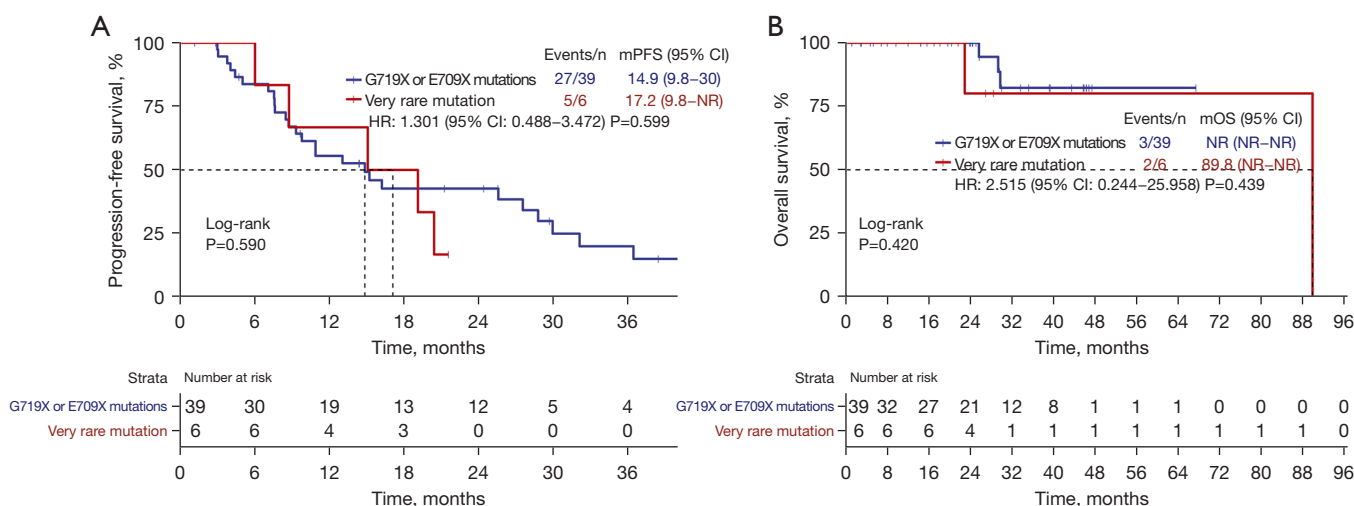 A
Progression-free survival, %
100
75
50
25
0
Events/n mPFS (95% CI)
G719X or E709X mutations 27/39 14.9 (9.8–30)
Very rare mutation 5/6 17.2 (9.8–NR)
HR: 1.301 (95% CI: 0.488–3.472) P=0.599
Log-rank
P=0.590
0 6 12 18 24 30 36
Time, months
Strata Number at risk
G719X or E709X mutations 39 30 19 13 12 5 4
Very rare mutation 6 6 4 3 0 0 0
0 6 12 18 24 30 36
Time, months
B
Overall survival, %
100
75
50
25
0
Events/n mOS (95% CI)
G719X or E709X mutations 3/39 NR (NR–NR)
Very rare mutation 2/6 89.8 (NR–NR)
HR: 2.515 (95% CI: 0.244–25.958) P=0.439
Log-rank
P=0.420
0 8 16 24 32 40 48 56 64 72 80 88 96
Time, months
Strata Number at risk
G719X or E709X mutations 39 32 27 21 12 8 1 1 1 0 0 0 0
Very rare mutation 6 6 6 4 1 1 1 1 1 1 1 1 0
0 8 16 24 32 40 48 56 64 72 80 88 96
Time, months